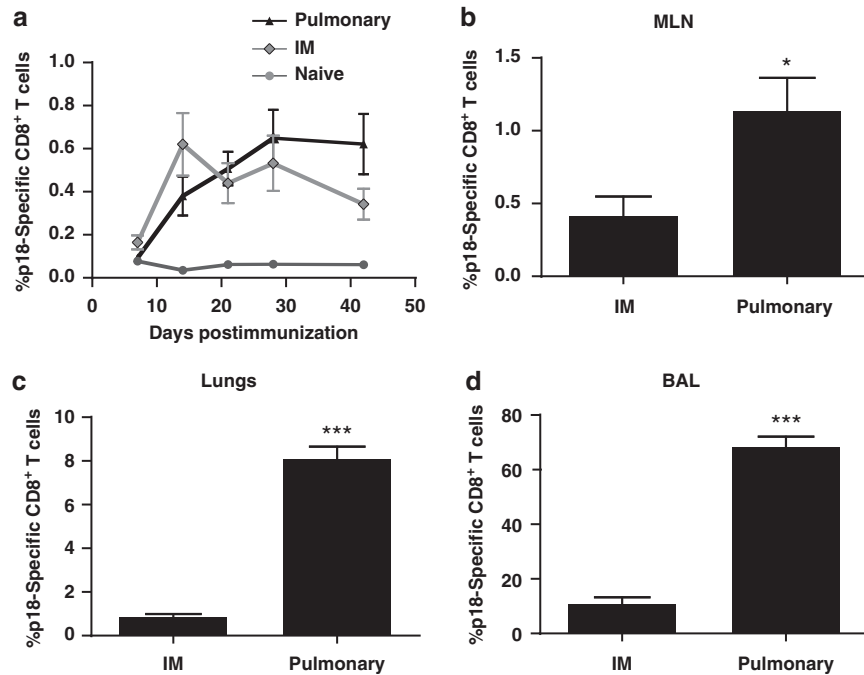 a
Pulmonary
IM
Naive
%p18-Specific CD8⁺ T cells
1.0
0.8
0.6
0.4
0.2
0.0
0 10 20 30 40 50
Days postimmunization
b
MLN
%p18-Specific CD8⁺ T cells
1.5
1.0
0.5
0.0
*
IM Pulmonary
c
Lungs
%p18-Specific CD8⁺ T cells
10
8
6
4
2
0
***
IM Pulmonary
d
BAL
%p18-Specific CD8⁺ T cells
80
60
40
20
0
***
IM Pulmonary